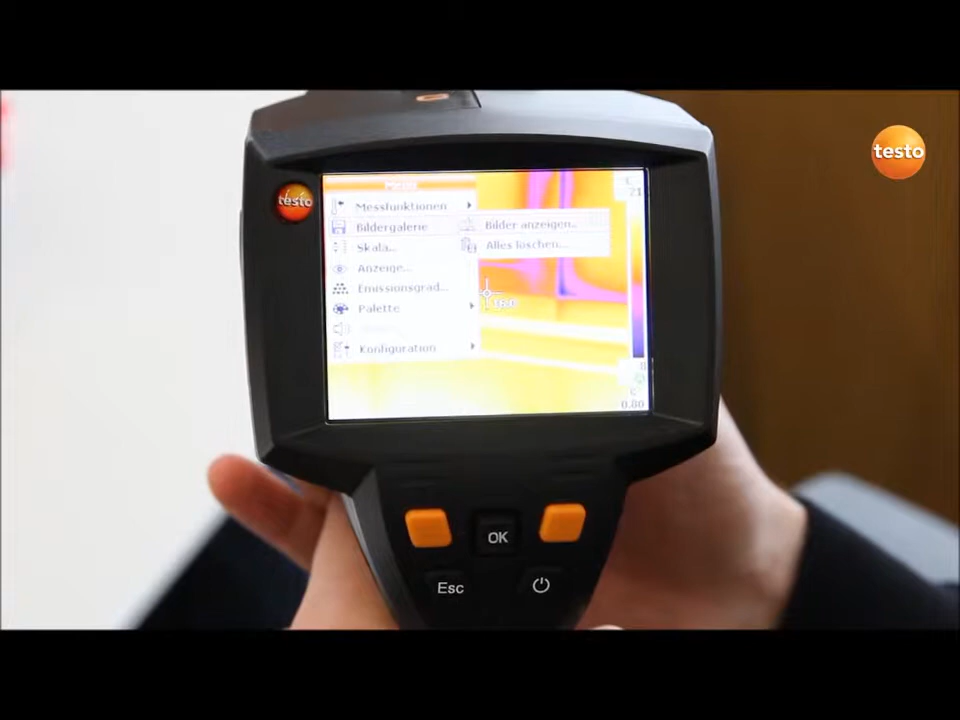 testo
testo
Menü
Messfunktionen
Bildergalerie
Bilder anzeigen...
Skala...
Alles löschen...
Anzeige...
Emissionsgrad...
Palette
Konfiguration
°C
21
0.80
OK
Esc